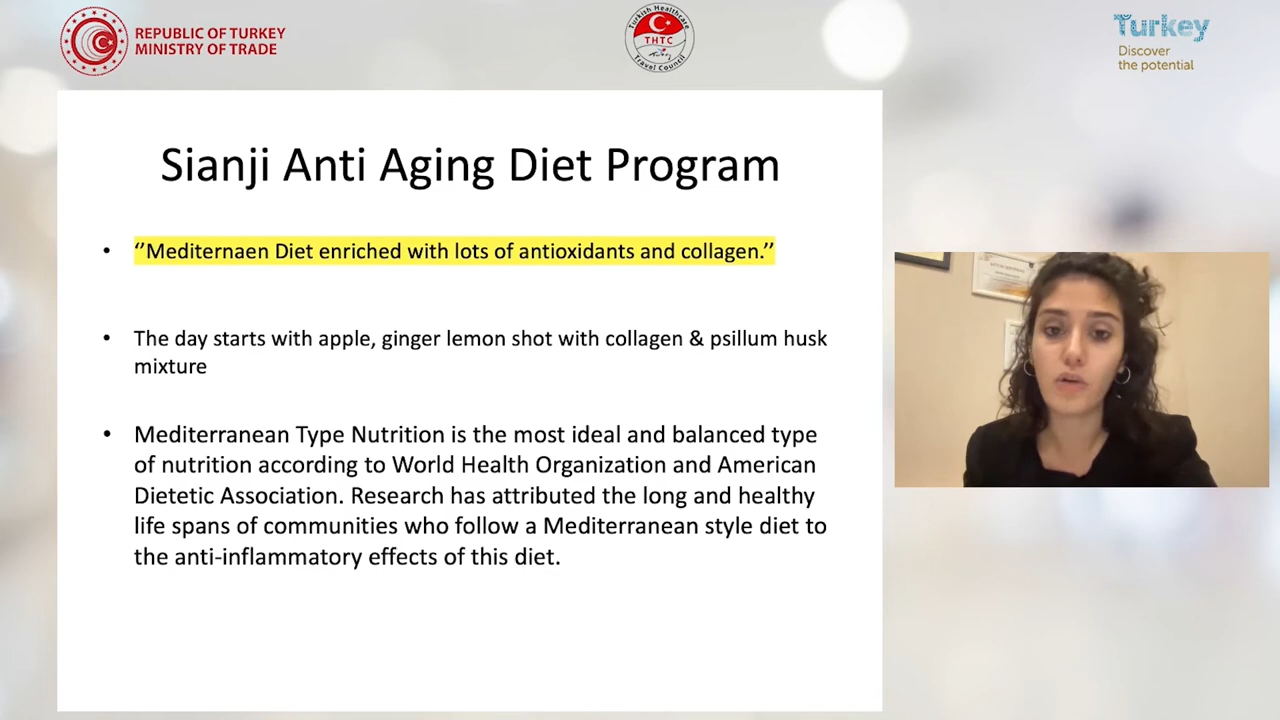 REPUBLIC OF TURKEY
MINISTRY OF TRADE
Turkish Healthcare
THTC
Travel Council
Turkey
Discover
the potential
Sianji Anti Aging Diet Program
• ‘’Mediternaen Diet enriched with lots of antioxidants and collagen.’’
• The day starts with apple, ginger lemon shot with collagen & psillum husk
mixture
• Mediterranean Type Nutrition is the most ideal and balanced type
of nutrition according to World Health Organization and American
Dietetic Association. Research has attributed the long and healthy
life spans of communities who follow a Mediterranean style diet to
the anti-inflammatory effects of this diet.